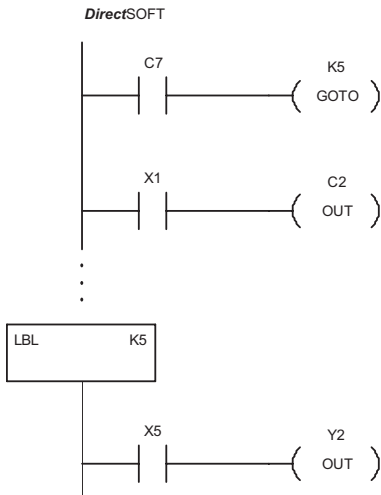 DirectSOFT
C7 K5
GOTO
X1 C2
OUT
LBL K5
X5 Y2
OUT